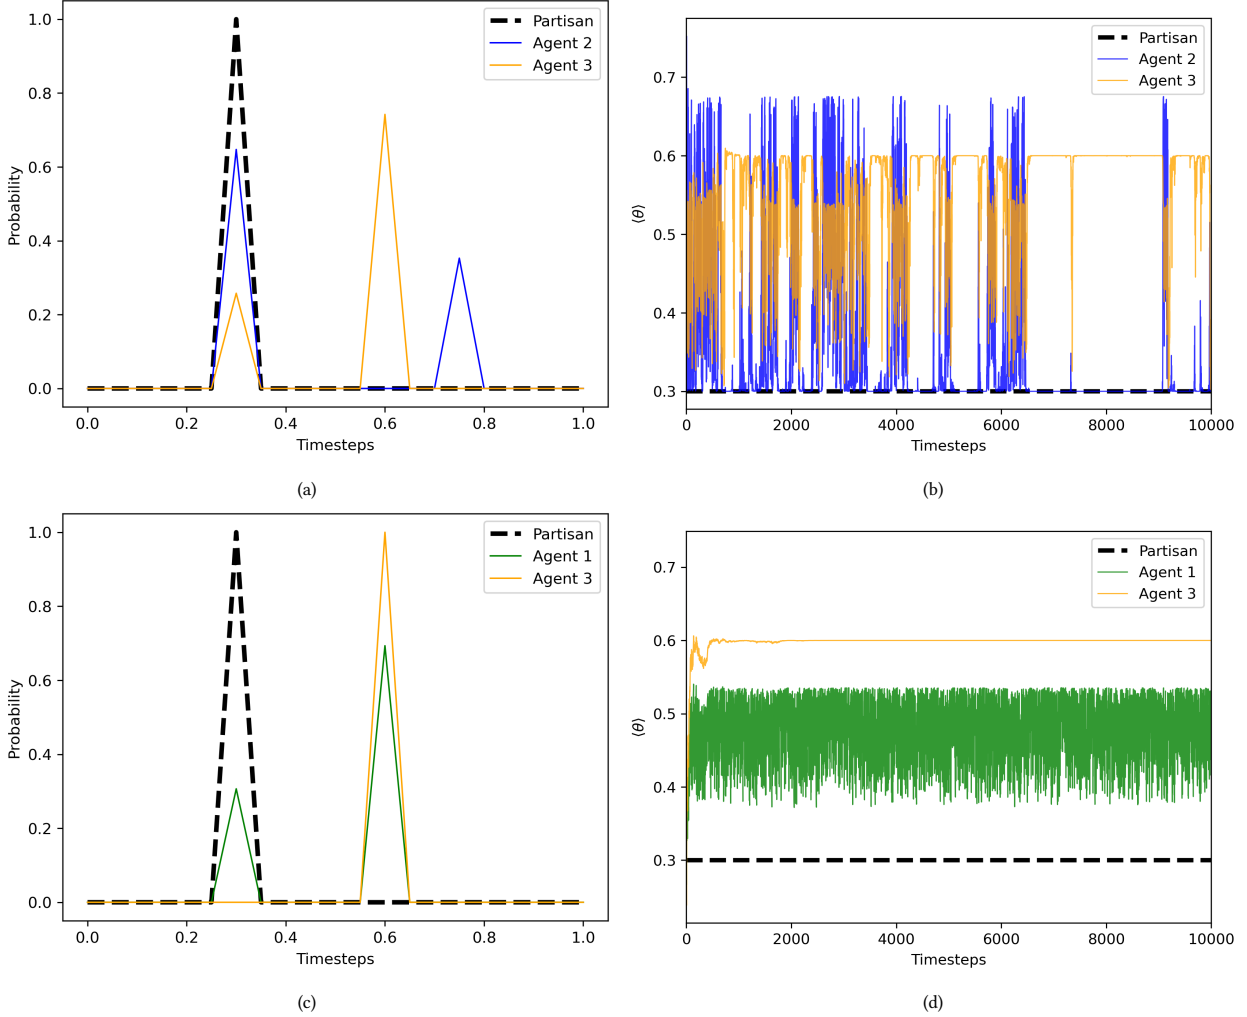 1.0
0.8
0.6
0.4
0.2
0.0
Probability
Partisan
Agent 2
Agent 3
0.0 0.2 0.4 0.6 0.8 1.0
Timesteps
(a)
0.7
0.6
0.5
0.4
0.3
⟨θ⟩
Partisan
Agent 2
Agent 3
0 2000 4000 6000 8000 10000
Timesteps
(b)
1.0
0.8
0.6
0.4
0.2
0.0
Probability
Partisan
Agent 1
Agent 3
0.0 0.2 0.4 0.6 0.8 1.0
Timesteps
(c)
0.7
0.6
0.5
0.4
0.3
⟨θ⟩
Partisan
Agent 1
Agent 3
0 2000 4000 6000 8000 10000
Timesteps
(d)